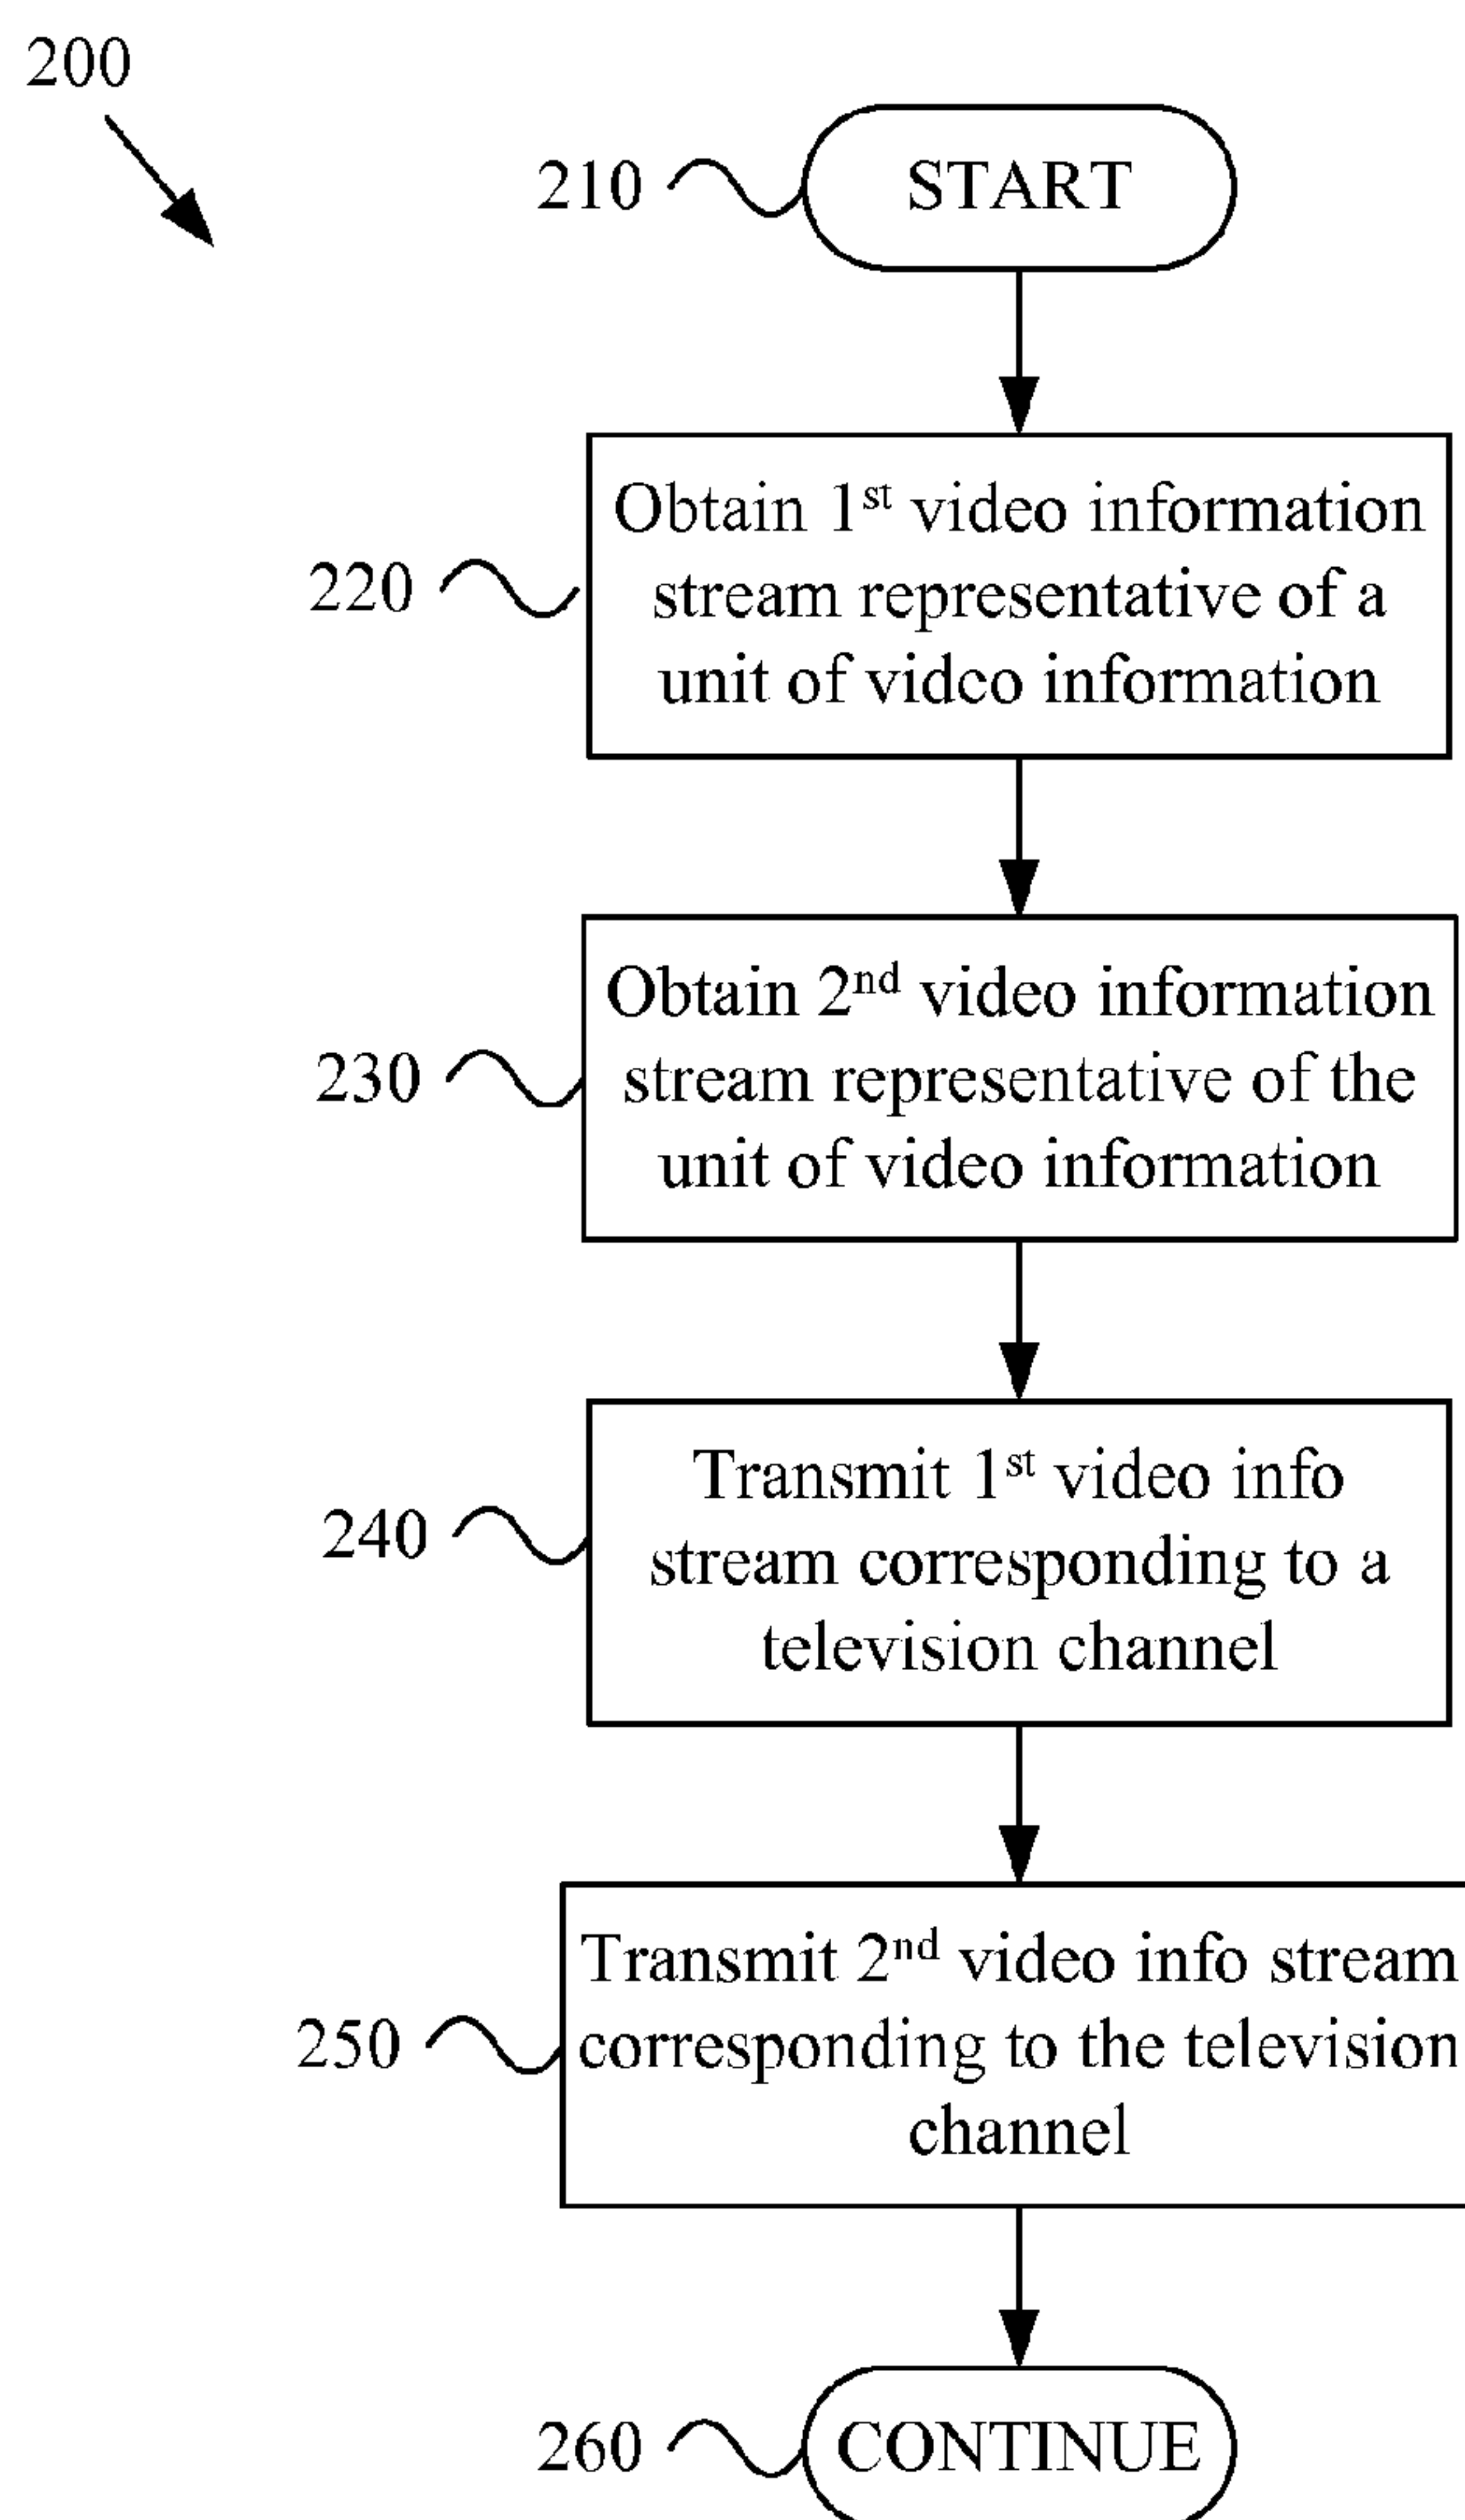 200
210 START
220
Obtain 1st video information
stream representative of a
unit of video information
230
Obtain 2nd video information
stream representative of the
unit of video information
240
Transmit 1st video info
stream corresponding to a
television channel
250
Transmit 2nd video info stream
corresponding to the television
channel
260 CONTINUE